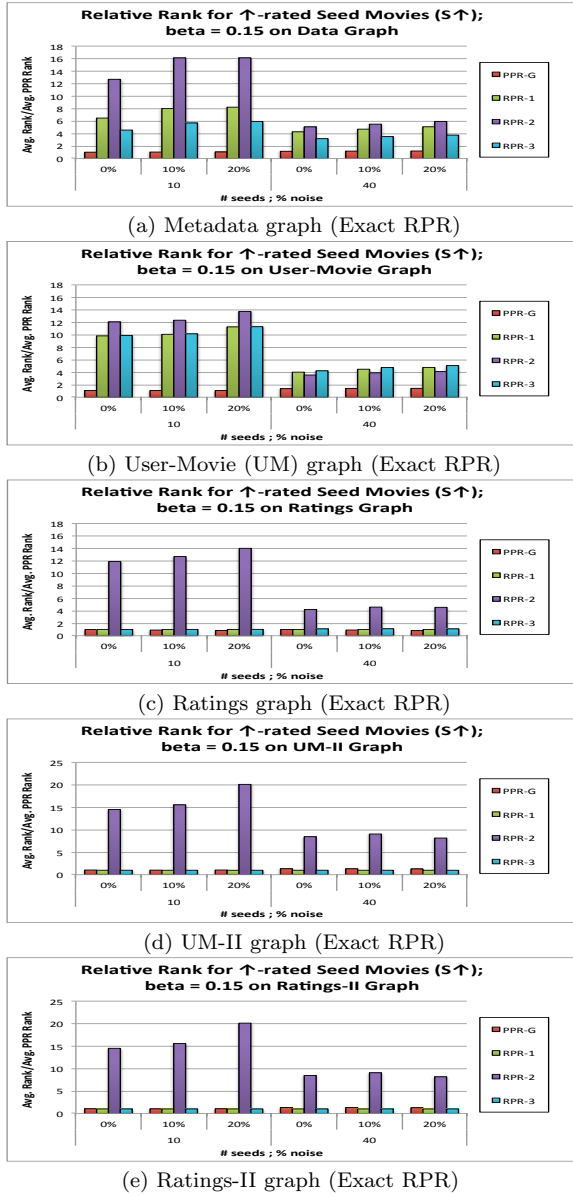 Relative Rank for ↑-rated Seed Movies (S↑);
beta = 0.15 on Data Graph
Avg. Rank/Avg. PPR Rank
18
16
14
12
10
8
6
4
2
0
0% 10% 20% 0% 10% 20%
10 40
# seeds ; % noise
PPR-G
RPR-1
RPR-2
RPR-3
(a) Metadata graph (Exact RPR)
Relative Rank for ↑-rated Seed Movies (S↑);
beta = 0.15 on User-Movie Graph
Avg. Rank/Avg. PPR Rank
18
16
14
12
10
8
6
4
2
0
0% 10% 20% 0% 10% 20%
10 40
# seeds ; % noise
PPR-G
RPR-1
RPR-2
RPR-3
(b) User-Movie (UM) graph (Exact RPR)
Relative Rank for ↑-rated Seed Movies (S↑);
beta = 0.15 on Ratings Graph
Avg. Rank/Avg. PPR Rank
18
16
14
12
10
8
6
4
2
0
0% 10% 20% 0% 10% 20%
10 40
# seeds ; % noise
PPR-G
RPR-1
RPR-2
RPR-3
(c) Ratings graph (Exact RPR)
Relative Rank for ↑-rated Seed Movies (S↑);
beta = 0.15 on UM-II Graph
Avg. Rank/Avg. PPR Rank
25
20
15
10
5
0
0% 10% 20% 0% 10% 20%
10 40
# seeds ; % noise
PPR-G
RPR-1
RPR-2
RPR-3
(d) UM-II graph (Exact RPR)
Relative Rank for ↑-rated Seed Movies (S↑);
beta = 0.15 on Ratings-II Graph
Avg. Rank/Avg. PPR Rank
25
20
15
10
5
0
0% 10% 20% 0% 10% 20%
10 40
# seeds ; % noise
PPR-G
RPR-1
RPR-2
RPR-3
(e) Ratings-II graph (Exact RPR)